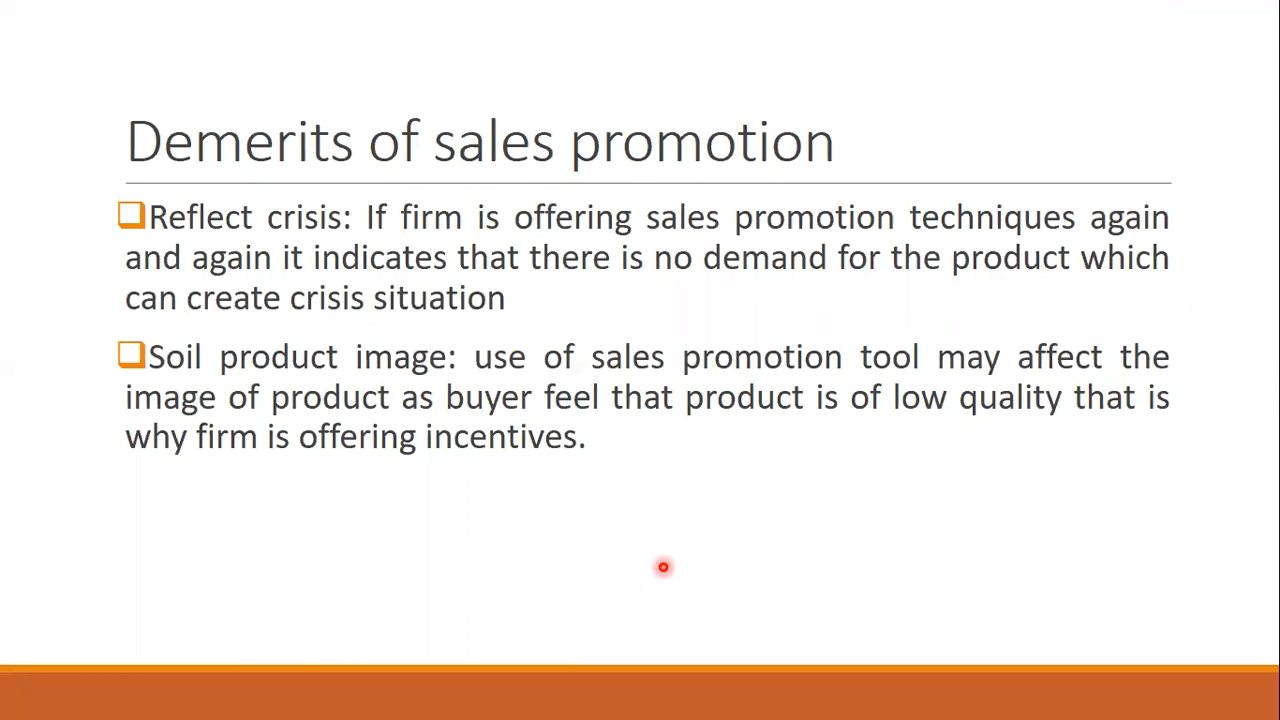 Demerits of sales promotion
Reflect crisis: If firm is offering sales promotion techniques again
and again it indicates that there is no demand for the product which
can create crisis situation
Soil product image: use of sales promotion tool may affect the
image of product as buyer feel that product is of low quality that is
why firm is offering incentives.